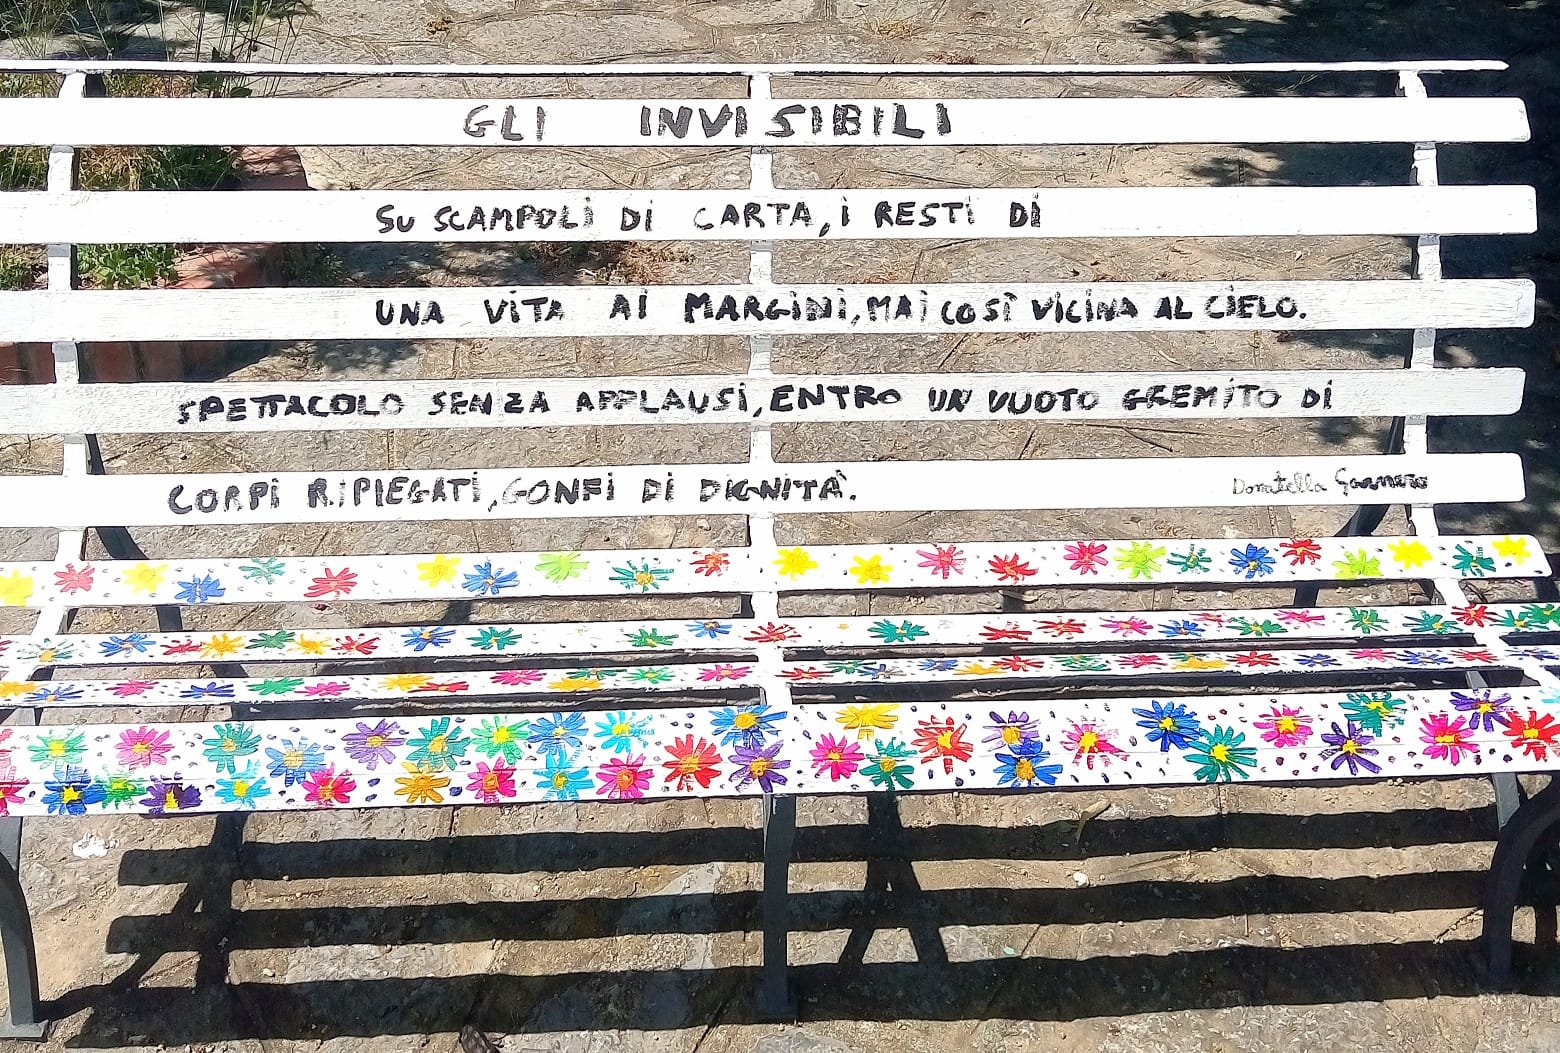 GLI INVISIBILI
SU SCAMPOLI DI CARTA, I RESTI DI
UNA VITA AI MARGINI, MAI COSÌ VICINA AL CIELO.
SPETTACOLO SENZA APPLAUSI, ENTRO UN VUOTO GREMITO DI
CORPI RIPIEGATI, GONFI DI DIGNITÀ.
Donatella Garnero